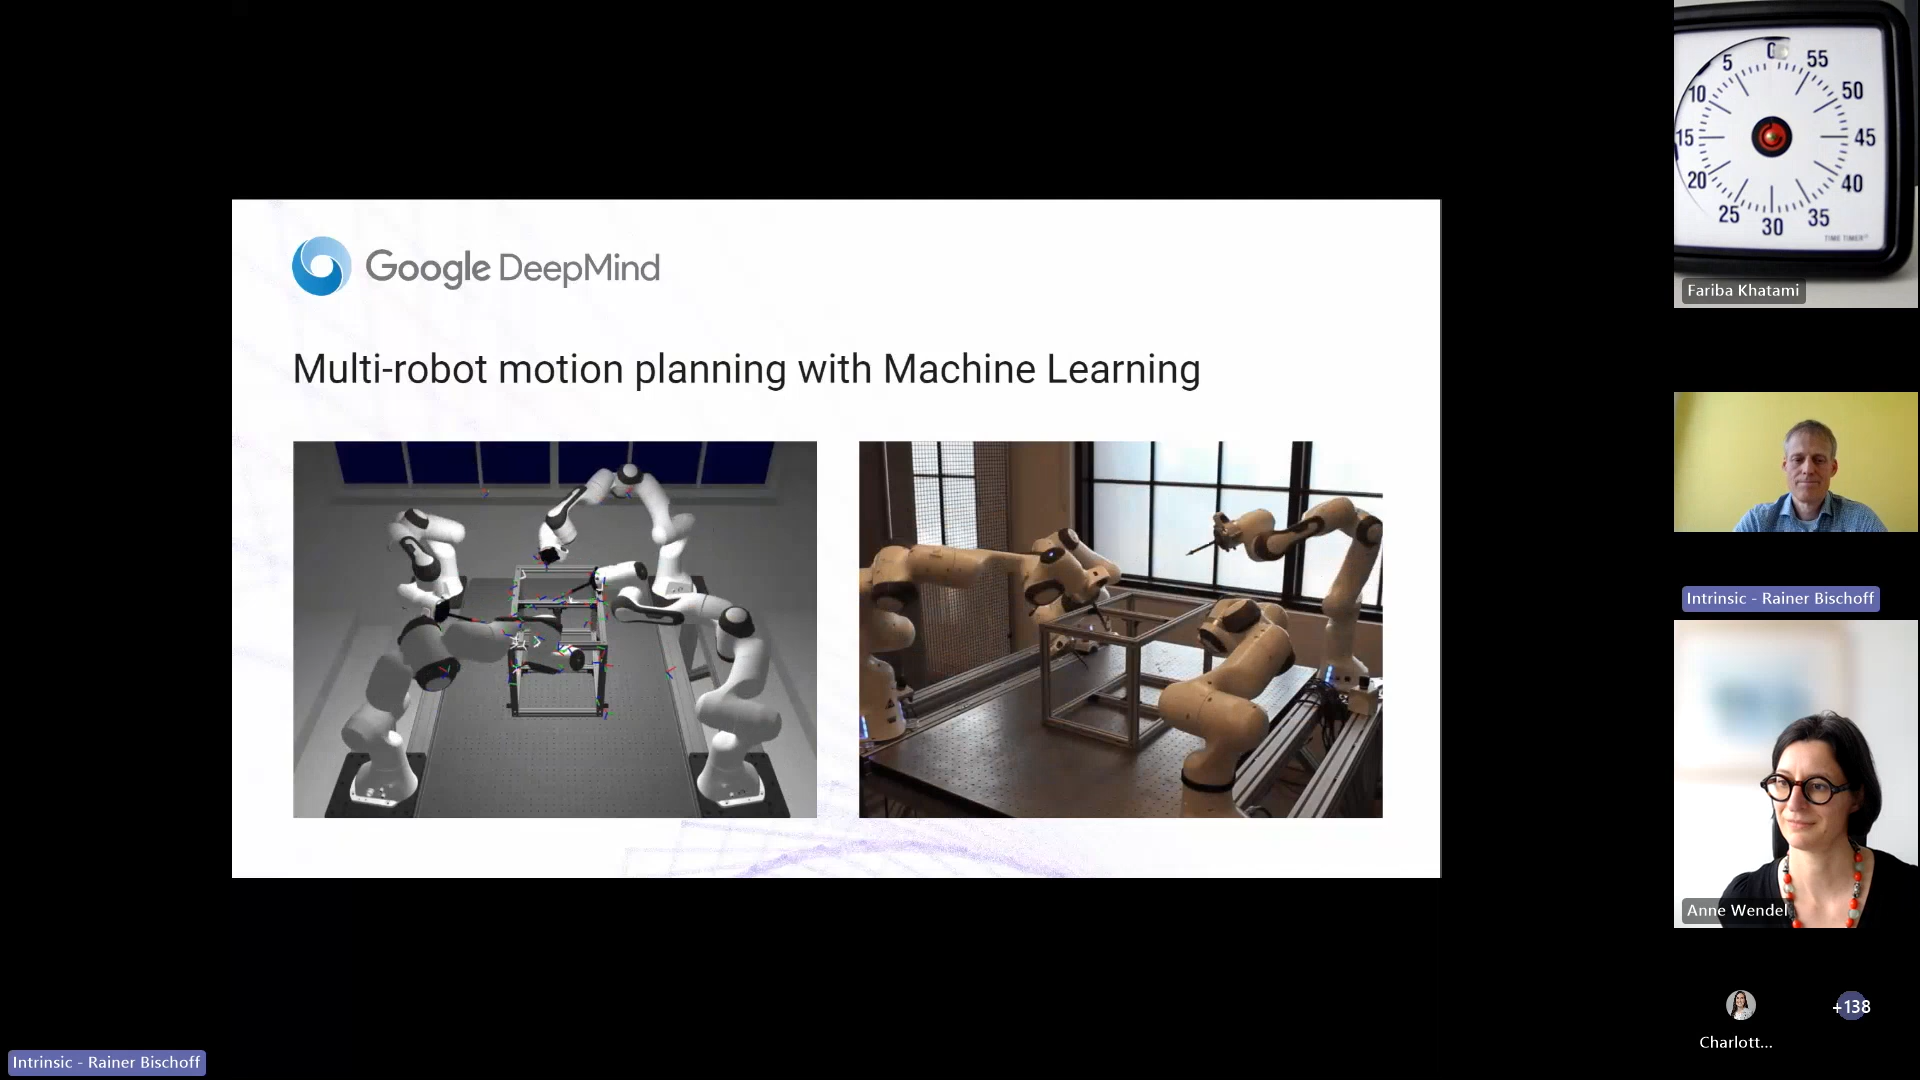 Google DeepMind
Multi-robot motion planning with Machine Learning
0
55
50
45
40
35
30
25
20
15
10
5
TIME TIMER
Fariba Khatami
Intrinsic - Rainer Bischoff
Anne Wendel
+138
Charlott...
Intrinsic - Rainer Bischoff